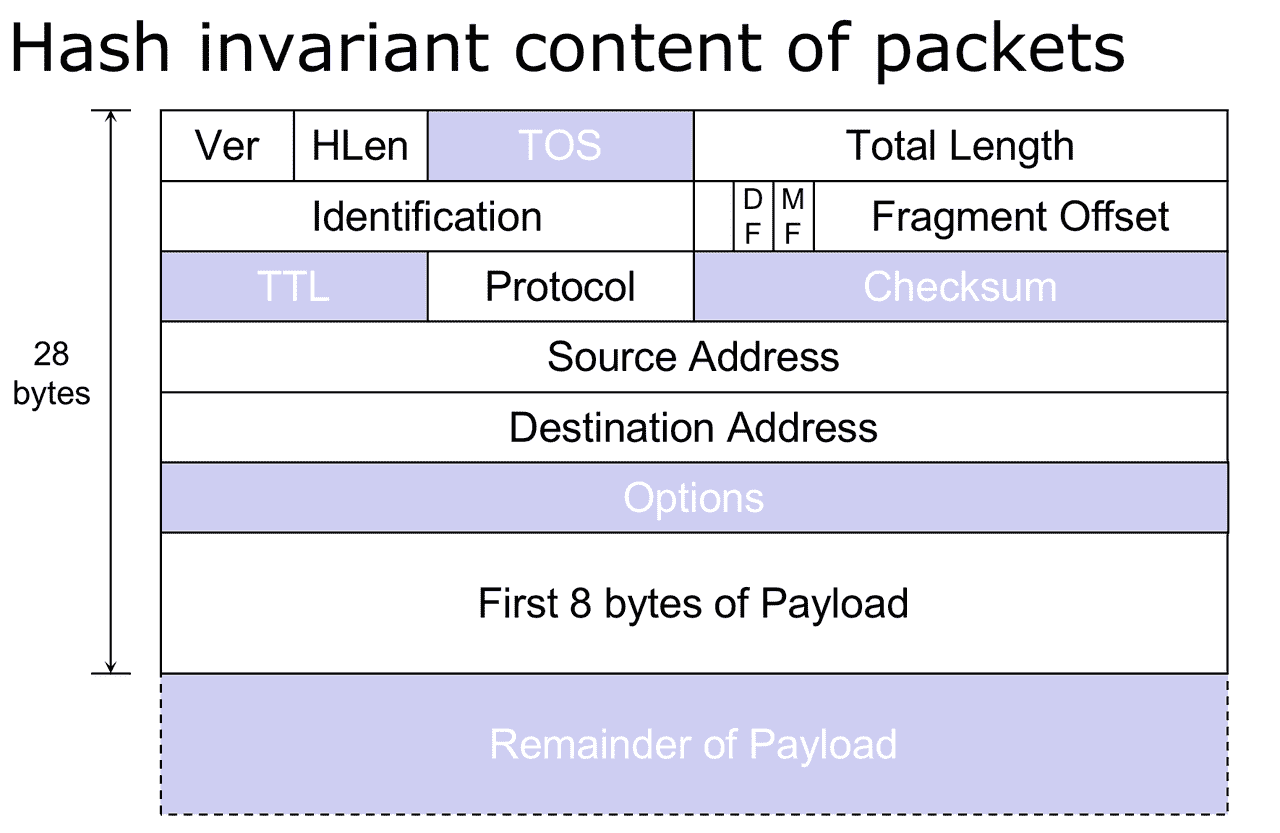 Hash invariant content of packets
Ver HLen TOS Total Length
Identification D F M F Fragment Offset
TTL Protocol Checksum
Source Address
28 bytes
Destination Address
Options
First 8 bytes of Payload
Remainder of Payload